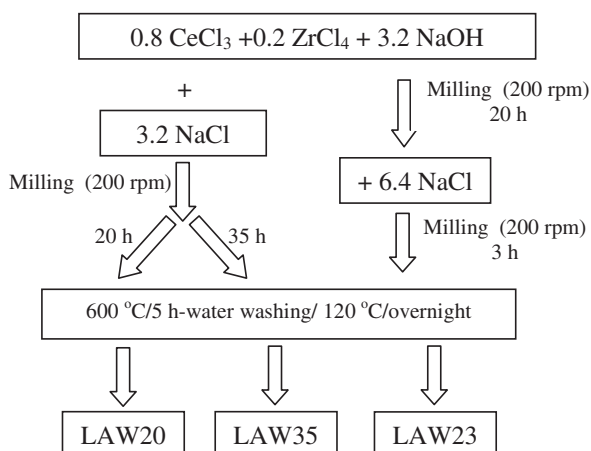 0.8 CeCl₃ +0.2 ZrCl₄ + 3.2 NaOH
+
3.2 NaCl
Milling (200 rpm)
20 h
35 h
Milling (200 rpm)
20 h
+ 6.4 NaCl
Milling (200 rpm)
3 h
600 °C/5 h-water washing/ 120 °C/overnight
LAW20
LAW35
LAW23